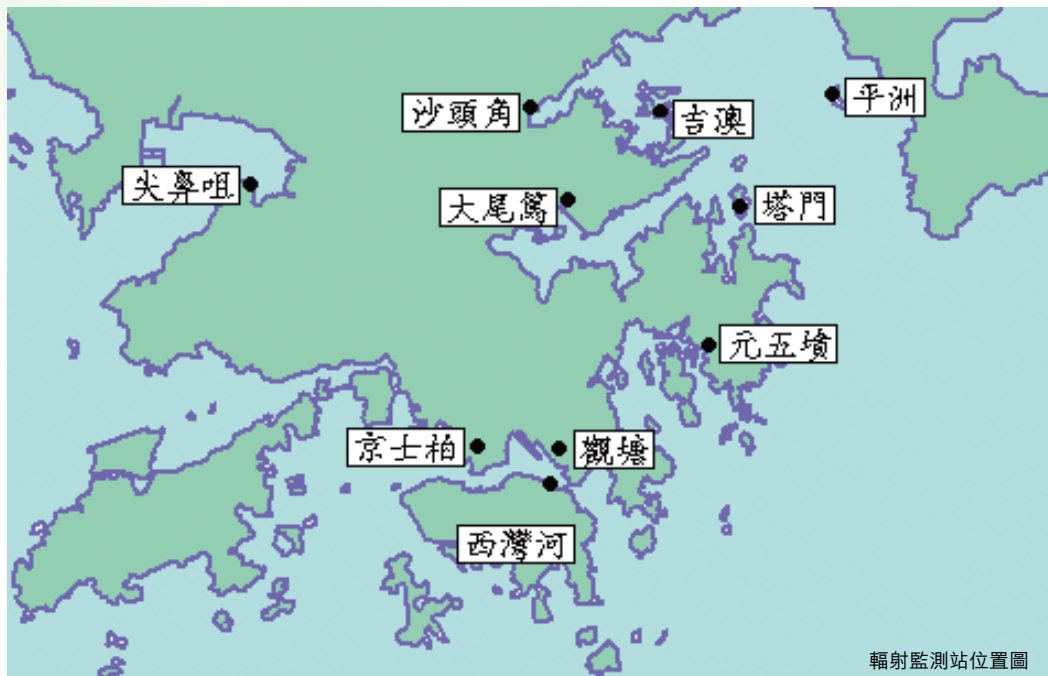 平洲
沙頭角
吉澳
尖鼻咀
大尾篤
塔門
元五墳
京士柏
觀塘
西灣河
輻射監測站位置圖